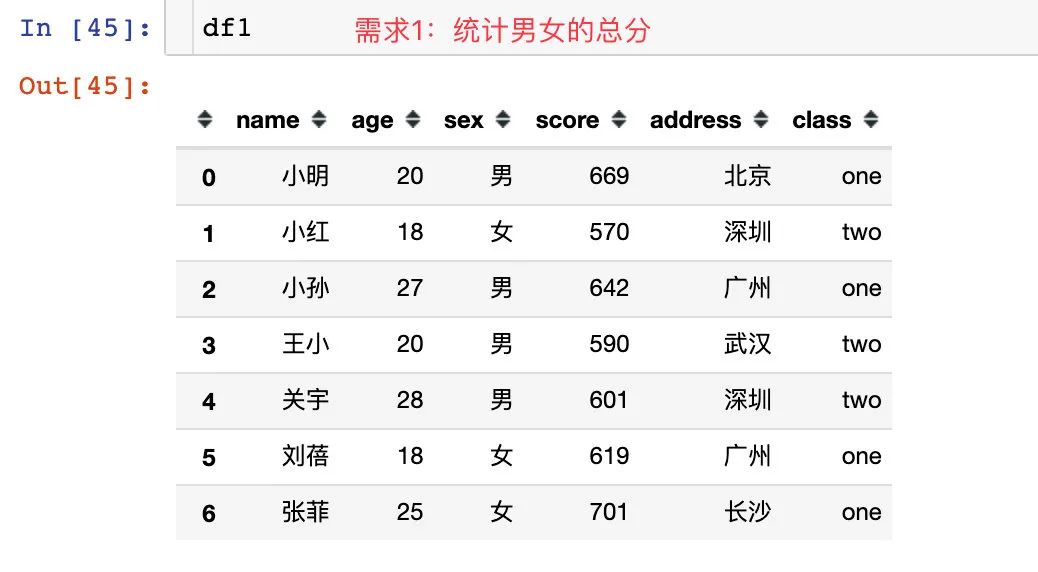 In [45]: df1 需求1：统计男女的总分
Out[45]:
name age sex score address class
0 小明 20 男 669 北京 one
1 小红 18 女 570 深圳 two
2 小孙 27 男 642 广州 one
3 王小 20 男 590 武汉 two
4 关宇 28 男 601 深圳 two
5 刘蓓 18 女 619 广州 one
6 张菲 25 女 701 长沙 one